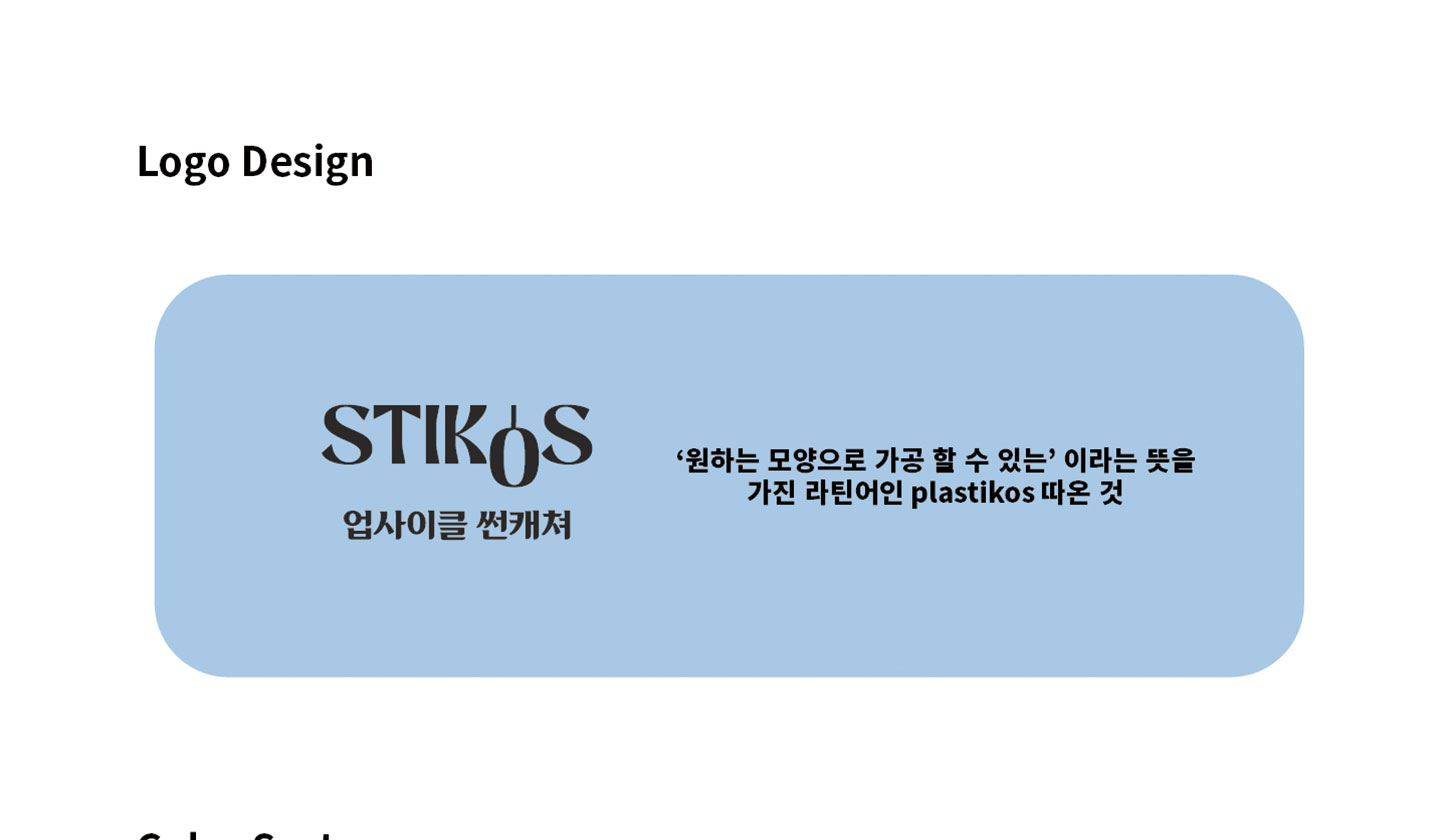 Logo Design
STIKOS
업사이클 썬캐쳐
‘원하는 모양으로 가공 할 수 있는’ 이라는 뜻을
가진 라틴어인 plastikos 따온 것